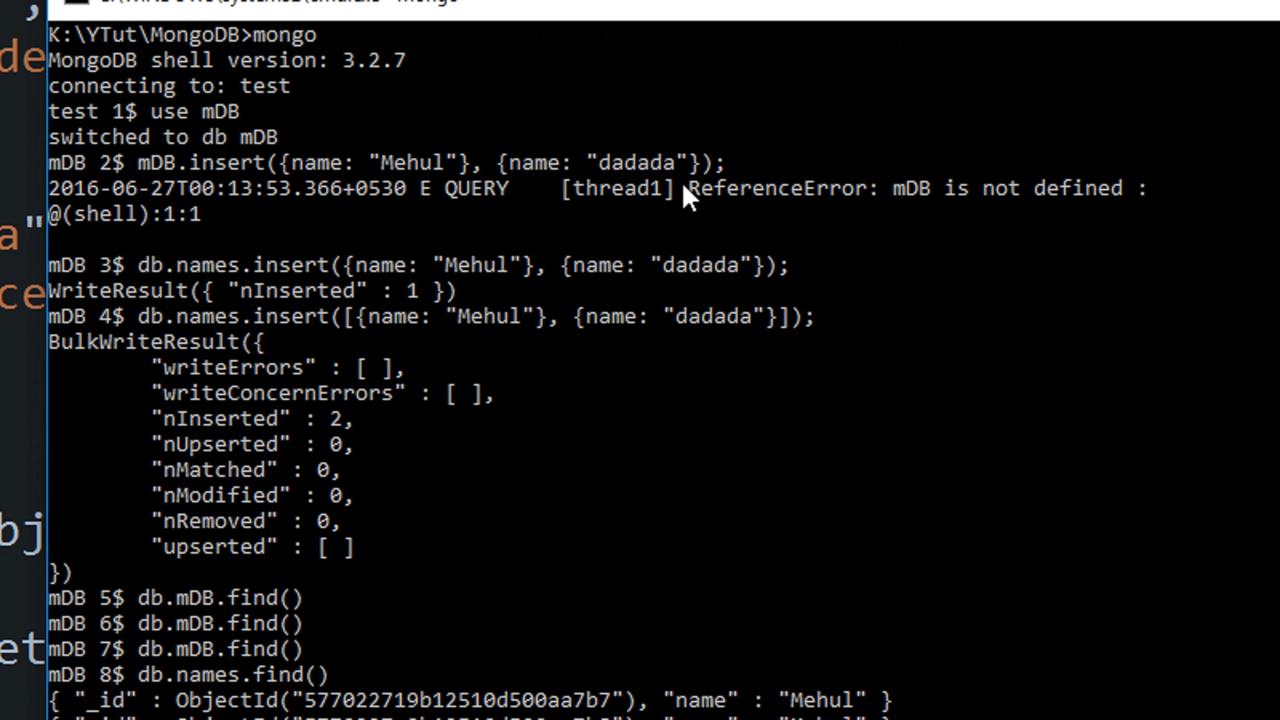 K:\YTut\MongoDB>mongo
MongoDB shell version: 3.2.7
connecting to: test
test 1$ use mDB
switched to db mDB
mDB 2$ mDB.insert({name: "Mehul"}, {name: "dadada"});
2016-06-27T00:13:53.366+0530 E QUERY    [thread1] ReferenceError: mDB is not defined :
@(shell):1:1
mDB 3$ db.names.insert({name: "Mehul"}, {name: "dadada"});
WriteResult({ "nInserted" : 1 })
mDB 4$ db.names.insert([{name: "Mehul"}, {name: "dadada"}]);
BulkWriteResult({
"writeErrors" : [ ],
"writeConcernErrors" : [ ],
"nInserted" : 2,
"nUpserted" : 0,
"nMatched" : 0,
"nModified" : 0,
"nRemoved" : 0,
"upserted" : [ ]
})
mDB 5$ db.mDB.find()
mDB 6$ db.mDB.find()
mDB 7$ db.mDB.find()
mDB 8$ db.names.find()
{ "_id" : ObjectId("577022719b12510d500aa7b7"), "name" : "Mehul" }
,
de
a"
ce
bj
et